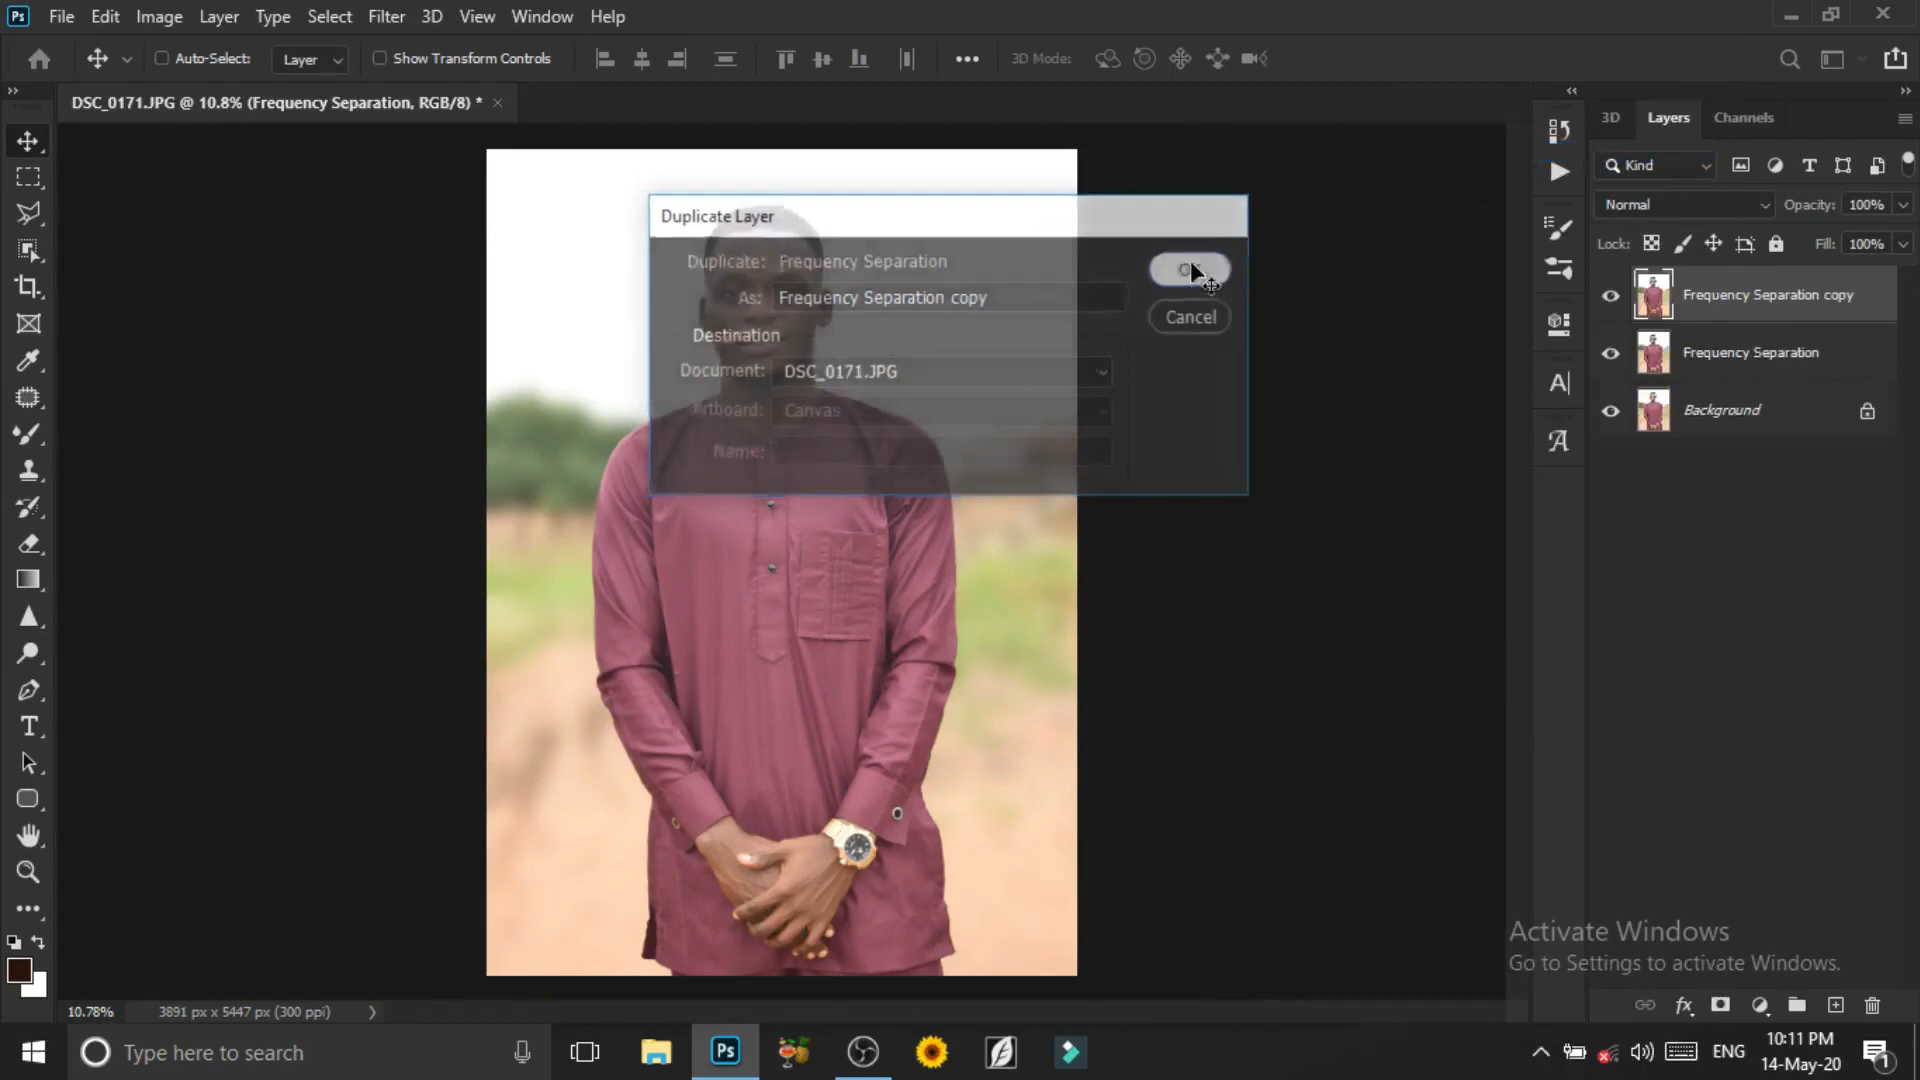 Ps File Edit Image Layer Type Select Filter 3D View Window Help
Auto-Select: Layer Show Transform Controls 3D Mode:
DSC_0171.JPG @ 10.8% (Frequency Separation, RGB/8) *
3D Layers Channels
Kind
Normal Opacity: 100%
Lock: Fill: 100%
Frequency Separation copy
Frequency Separation
Background
Duplicate Layer
Duplicate: Frequency Separation
As: Frequency Separation copy
Destination
Document: DSC_0171.JPG
Artboard: Canvas
Name:
Cancel
Activate Windows
Go to Settings to activate Windows.
10.78% 3891 px x 5447 px (300 ppi)
Type here to search
Ps
ENG
10:11 PM
14-May-20
1